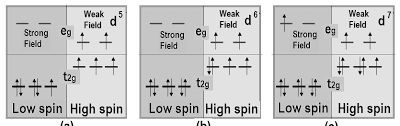 Weak
Field
d5
Strong
Field
eg
t2g
Low spin
High spin
(a)
Weak
Field
d6
Strong
Field
eg
t2g
Low spin
High spin
(b)
Weak
Field
d7
Strong
Field
eg
t2g
Low spin
High spin
(c)